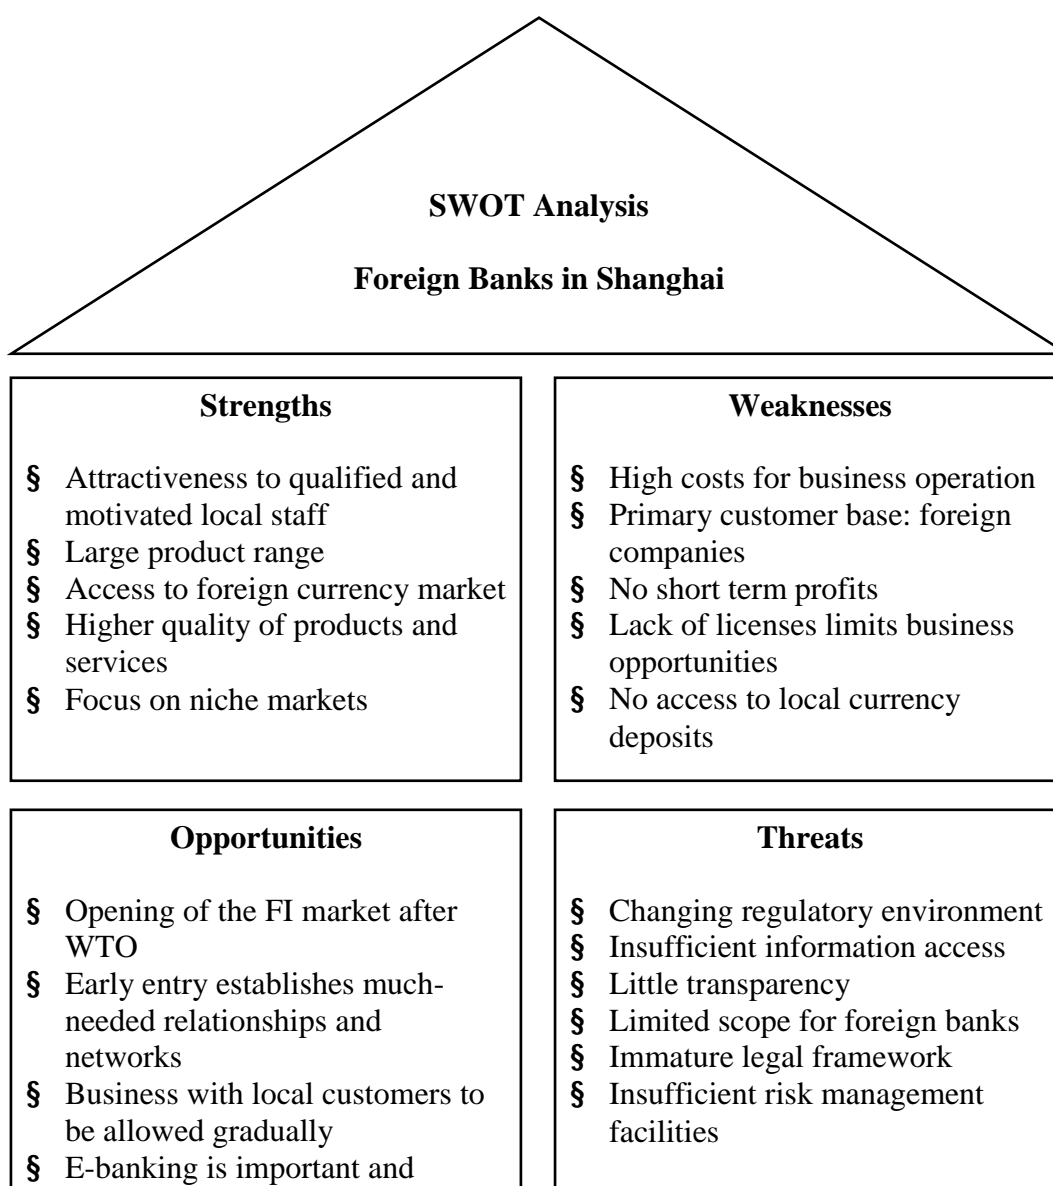 SWOT Analysis
Foreign Banks in Shanghai
Strengths
§ Attractiveness to qualified and
motivated local staff
§ Large product range
§ Access to foreign currency market
§ Higher quality of products and
services
§ Focus on niche markets
Weaknesses
§ High costs for business operation
§ Primary customer base: foreign
companies
§ No short term profits
§ Lack of licenses limits business
opportunities
§ No access to local currency
deposits
Opportunities
§ Opening of the FI market after
WTO
§ Early entry establishes much-
needed relationships and
networks
§ Business with local customers to
be allowed gradually
§ E-banking is important and
Threats
§ Changing regulatory environment
§ Insufficient information access
§ Little transparency
§ Limited scope for foreign banks
§ Immature legal framework
§ Insufficient risk management
facilities